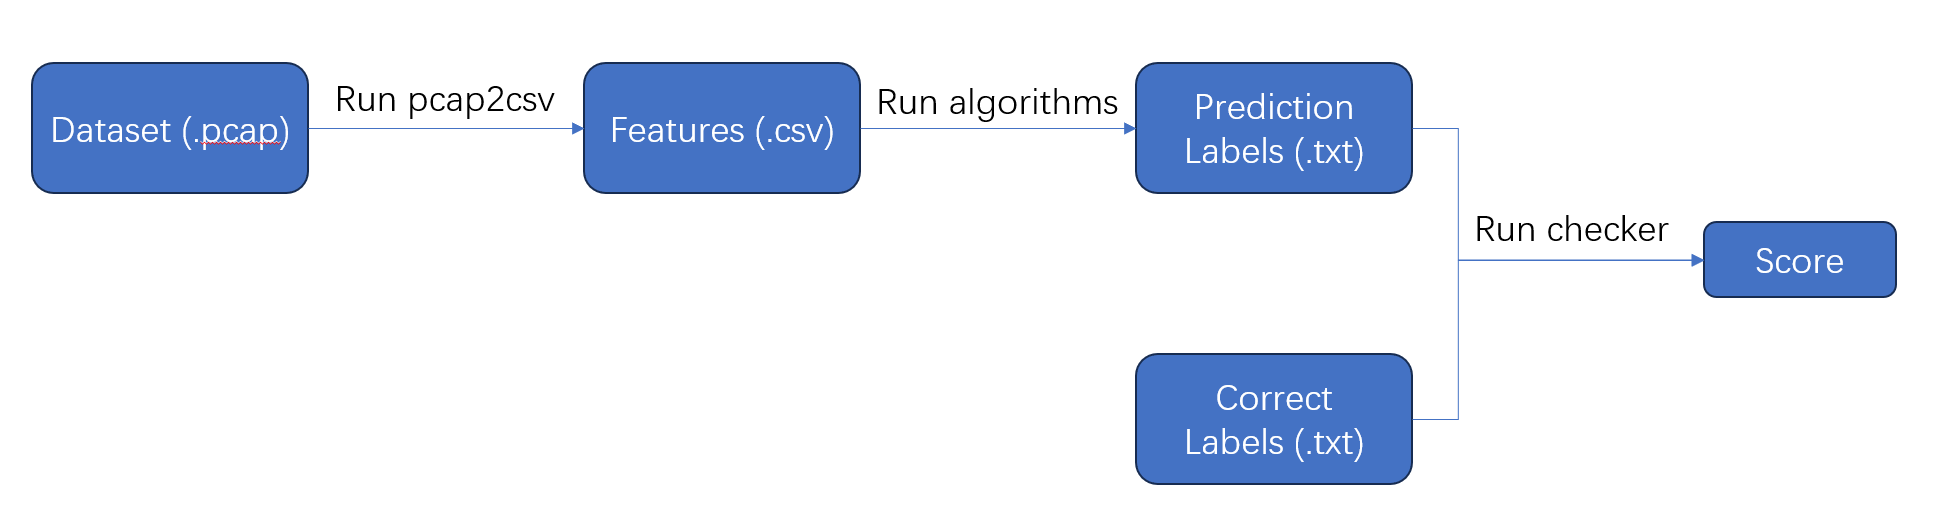 Dataset (.pcap)
Run pcap2csv
Features (.csv)
Run algorithms
Prediction
Labels (.txt)
Run checker
Score
Correct
Labels (.txt)